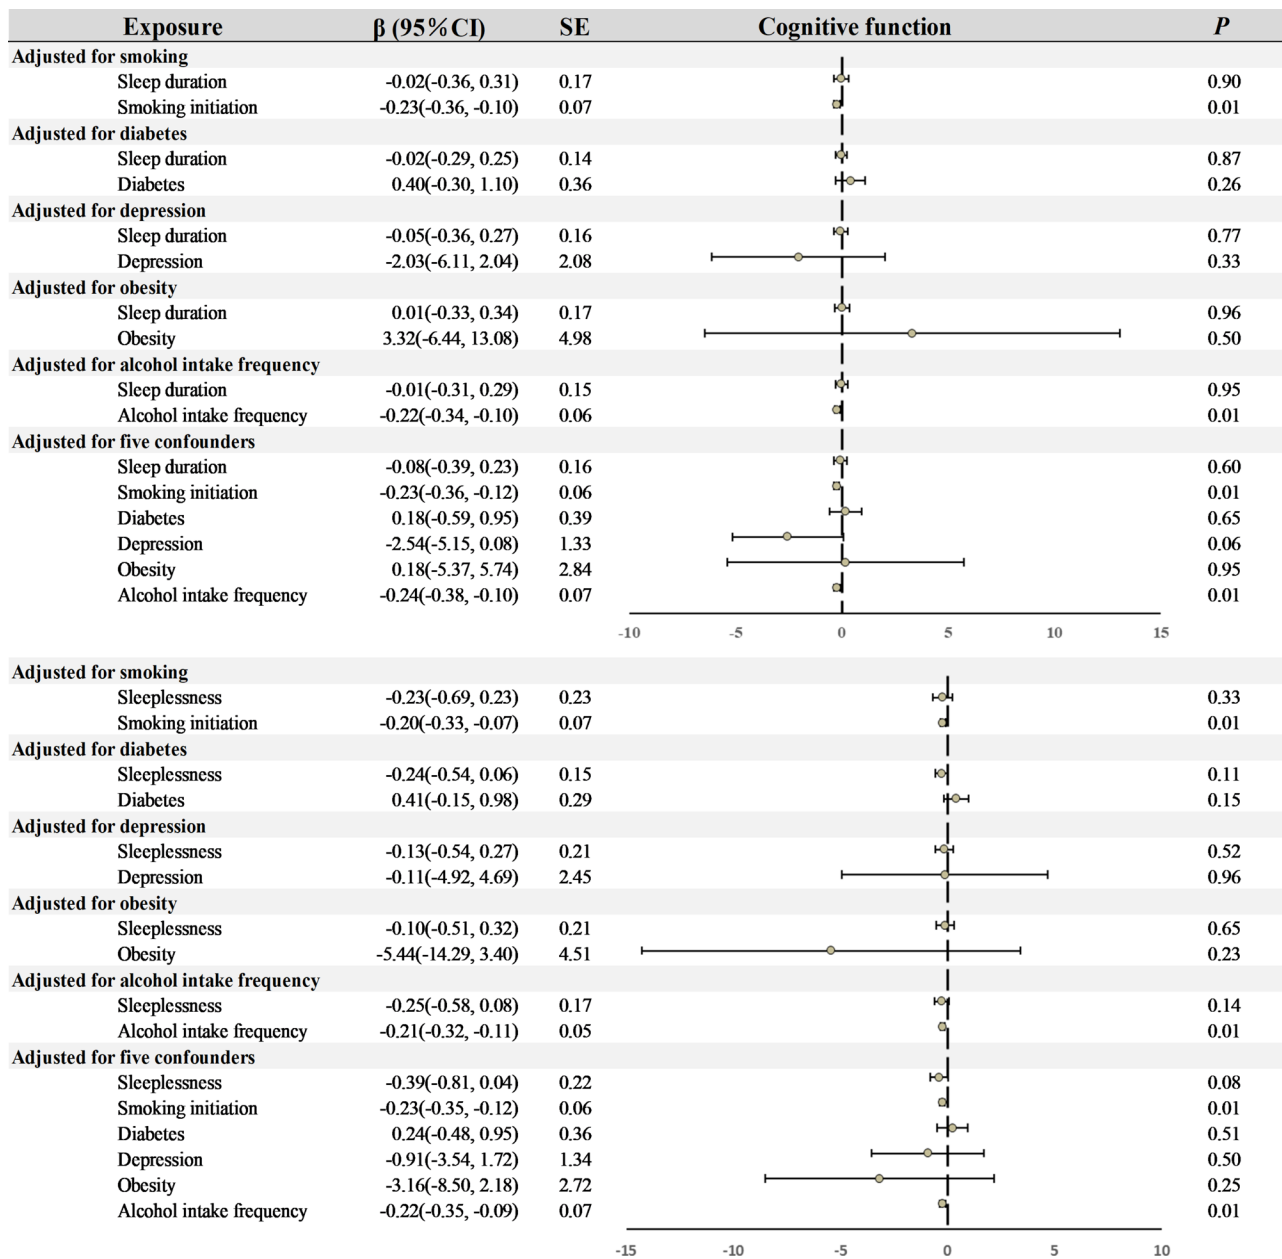 Exposure β (95%CI) SE Cognitive function P
Adjusted for smoking
Sleep duration -0.02(-0.36, 0.31) 0.17 0.90
Smoking initiation -0.23(-0.36, -0.10) 0.07 0.01
Adjusted for diabetes
Sleep duration -0.02(-0.29, 0.25) 0.14 0.87
Diabetes 0.40(-0.30, 1.10) 0.36 0.26
Adjusted for depression
Sleep duration -0.05(-0.36, 0.27) 0.16 0.77
Depression -2.03(-6.11, 2.04) 2.08 0.33
Adjusted for obesity
Sleep duration 0.01(-0.33, 0.34) 0.17 0.96
Obesity 3.32(-6.44, 13.08) 4.98 0.50
Adjusted for alcohol intake frequency
Sleep duration -0.01(-0.31, 0.29) 0.15 0.95
Alcohol intake frequency -0.22(-0.34, -0.10) 0.06 0.01
Adjusted for five confounders
Sleep duration -0.08(-0.39, 0.23) 0.16 0.60
Smoking initiation -0.23(-0.36, -0.12) 0.06 0.01
Diabetes 0.18(-0.59, 0.95) 0.39 0.65
Depression -2.54(-5.15, 0.08) 1.33 0.06
Obesity 0.18(-5.37, 5.74) 2.84 0.95
Alcohol intake frequency -0.24(-0.38, -0.10) 0.07 0.01
-10 -5 0 5 10 15
Adjusted for smoking
Sleeplessness -0.23(-0.69, 0.23) 0.23 0.33
Smoking initiation -0.20(-0.33, -0.07) 0.07 0.01
Adjusted for diabetes
Sleeplessness -0.24(-0.54, 0.06) 0.15 0.11
Diabetes 0.41(-0.15, 0.98) 0.29 0.15
Adjusted for depression
Sleeplessness -0.13(-0.54, 0.27) 0.21 0.52
Depression -0.11(-4.92, 4.69) 2.45 0.96
Adjusted for obesity
Sleeplessness -0.10(-0.51, 0.32) 0.21 0.65
Obesity -5.44(-14.29, 3.40) 4.51 0.23
Adjusted for alcohol intake frequency
Sleeplessness -0.25(-0.58, 0.08) 0.17 0.14
Alcohol intake frequency -0.21(-0.32, -0.11) 0.05 0.01
Adjusted for five confounders
Sleeplessness -0.39(-0.81, 0.04) 0.22 0.08
Smoking initiation -0.23(-0.35, -0.12) 0.06 0.01
Diabetes 0.24(-0.48, 0.95) 0.36 0.51
Depression -0.91(-3.54, 1.72) 1.34 0.50
Obesity -3.16(-8.50, 2.18) 2.72 0.25
Alcohol intake frequency -0.22(-0.35, -0.09) 0.07 0.01
-15 -10 -5 0 5 10